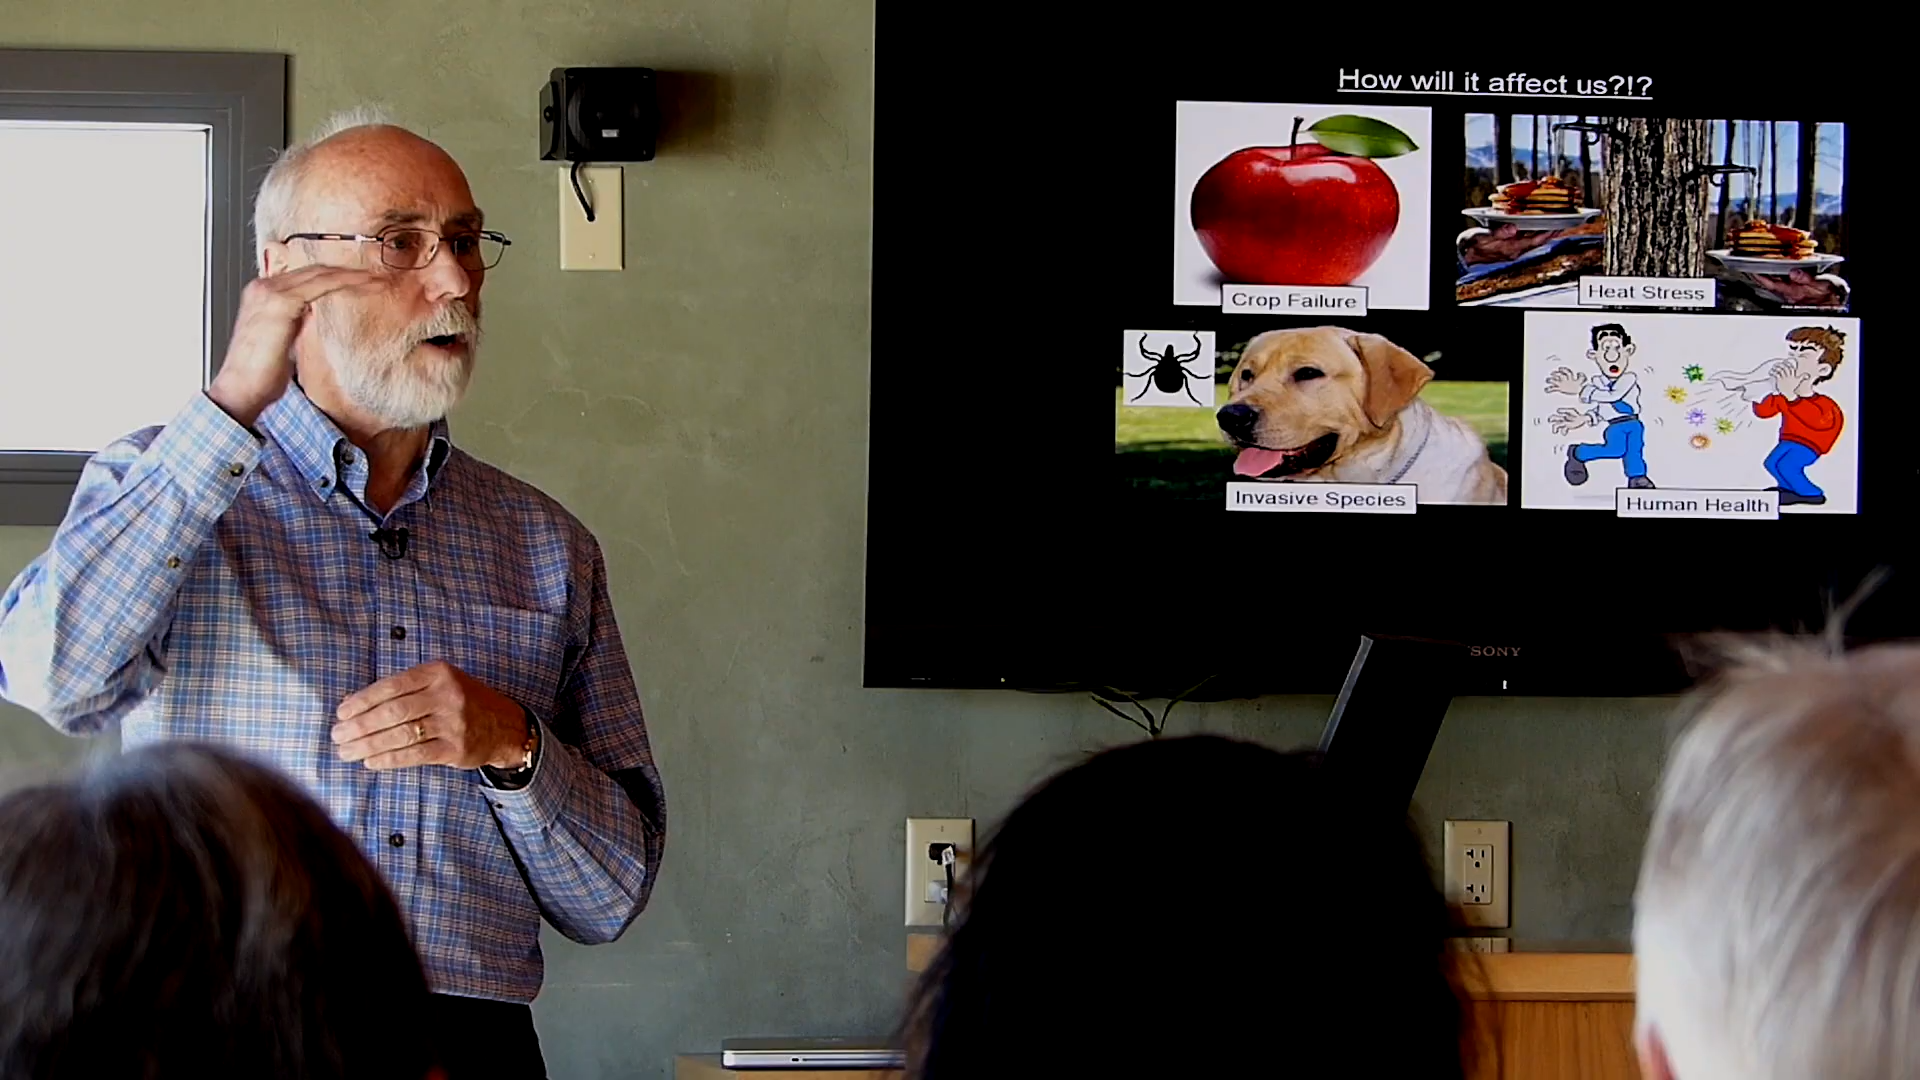 How will it affect us?!?
Crop Failure
Heat Stress
Invasive Species
Human Health
SONY